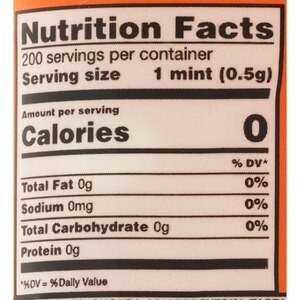 Nutrition Facts
200 servings per container
Serving size 1 mint (0.5g)
Amount per serving
Calories 0
% DV*
Total Fat 0g 0%
Sodium 0mg 0%
Total Carbohydrate 0g 0%
Protein 0g
*%DV = %Daily Value